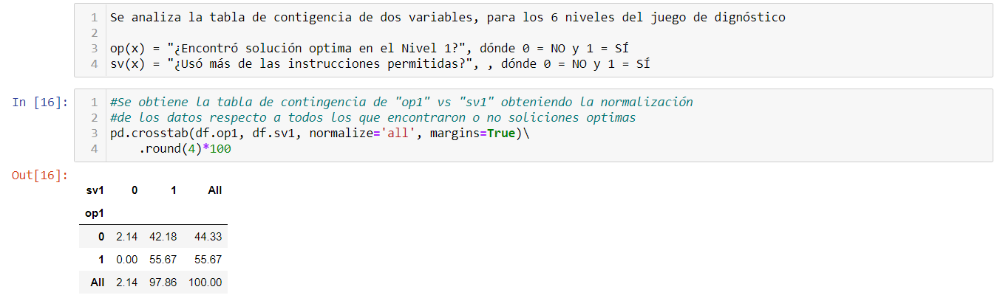 1 Se analiza la tabla de contigencia de dos variables, para los 6 niveles del juego de dignóstico
2
3 op(x) = "¿Encontró solución optima en el Nivel 1?", dónde 0 = NO y 1 = SÍ
4 sv(x) = "¿Usó más de las instrucciones permitidas?", , dónde 0 = NO y 1 = SÍ
In [16]: 1 #Se obtiene la tabla de contingencia de "op1" vs "sv1" obteniendo la normalización
2 #de los datos respecto a todos los que encontraron o no soliciones optimas
3 pd.crosstab(df.op1, df.sv1, normalize='all', margins=True)\
4 .round(4)*100
Out[16]:
sv1 0 1 All
op1
0 2.14 42.18 44.33
1 0.00 55.67 55.67
All 2.14 97.86 100.00